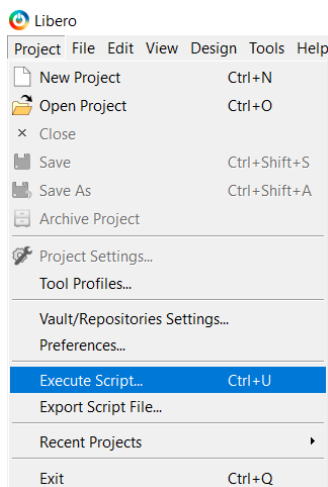 Libero
Project File Edit View Design Tools Help
New Project Ctrl+N
Open Project Ctrl+O
Close
Save Ctrl+Shift+S
Save As Ctrl+Shift+A
Archive Project
Project Settings...
Tool Profiles...
Vault/Repositories Settings...
Preferences...
Execute Script... Ctrl+U
Export Script File...
Recent Projects
Exit Ctrl+Q